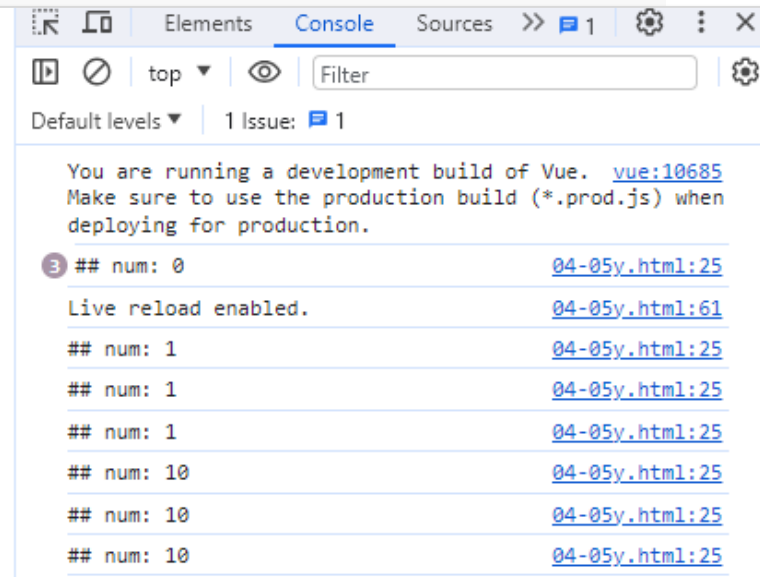 Elements Console Sources 1
top Filter
Default levels 1 Issue: 1
You are running a development build of Vue. vue:10685
Make sure to use the production build (*.prod.js) when
deploying for production.
3 ## num: 0 04-05y.html:25
Live reload enabled. 04-05y.html:61
## num: 1 04-05y.html:25
## num: 1 04-05y.html:25
## num: 1 04-05y.html:25
## num: 10 04-05y.html:25
## num: 10 04-05y.html:25
## num: 10 04-05y.html:25